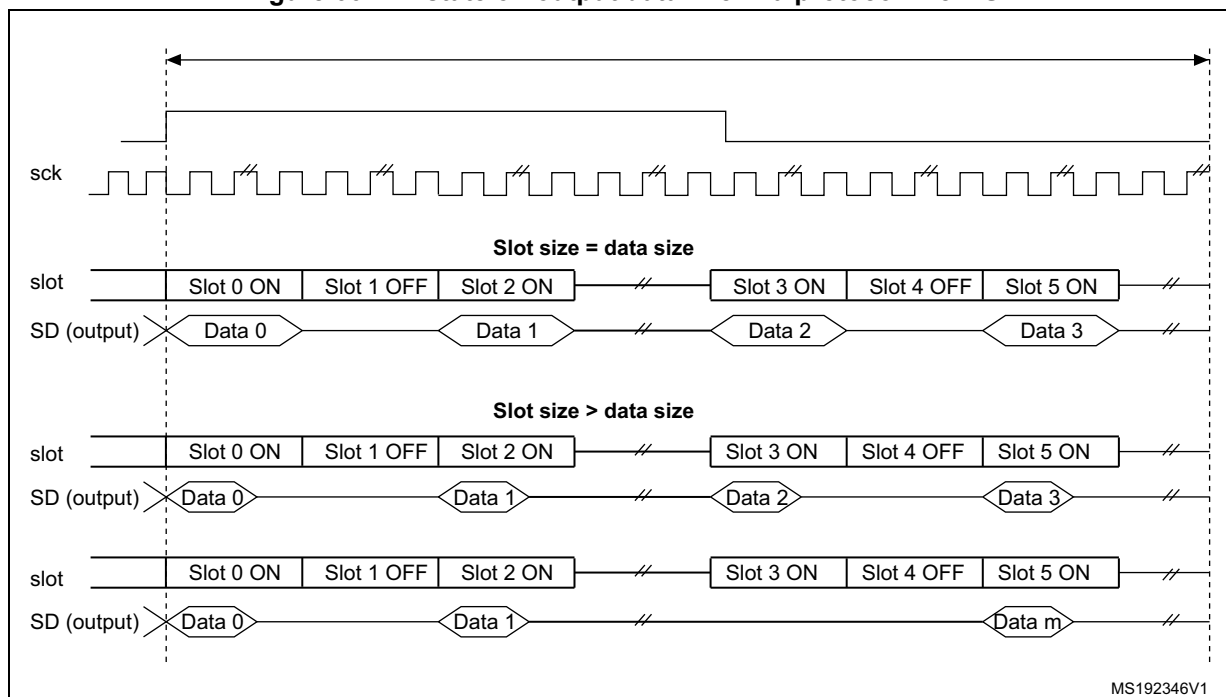 sck
Slot size = data size
slot
Slot 0 ON Slot 1 OFF Slot 2 ON Slot 3 ON Slot 4 OFF Slot 5 ON
SD (output) Data 0 Data 1 Data 2 Data 3
Slot size > data size
slot
Slot 0 ON Slot 1 OFF Slot 2 ON Slot 3 ON Slot 4 OFF Slot 5 ON
SD (output) Data 0 Data 1 Data 2 Data 3
slot
Slot 0 ON Slot 1 OFF Slot 2 ON Slot 3 ON Slot 4 OFF Slot 5 ON
SD (output) Data 0 Data 1 Data m
MS192346V1